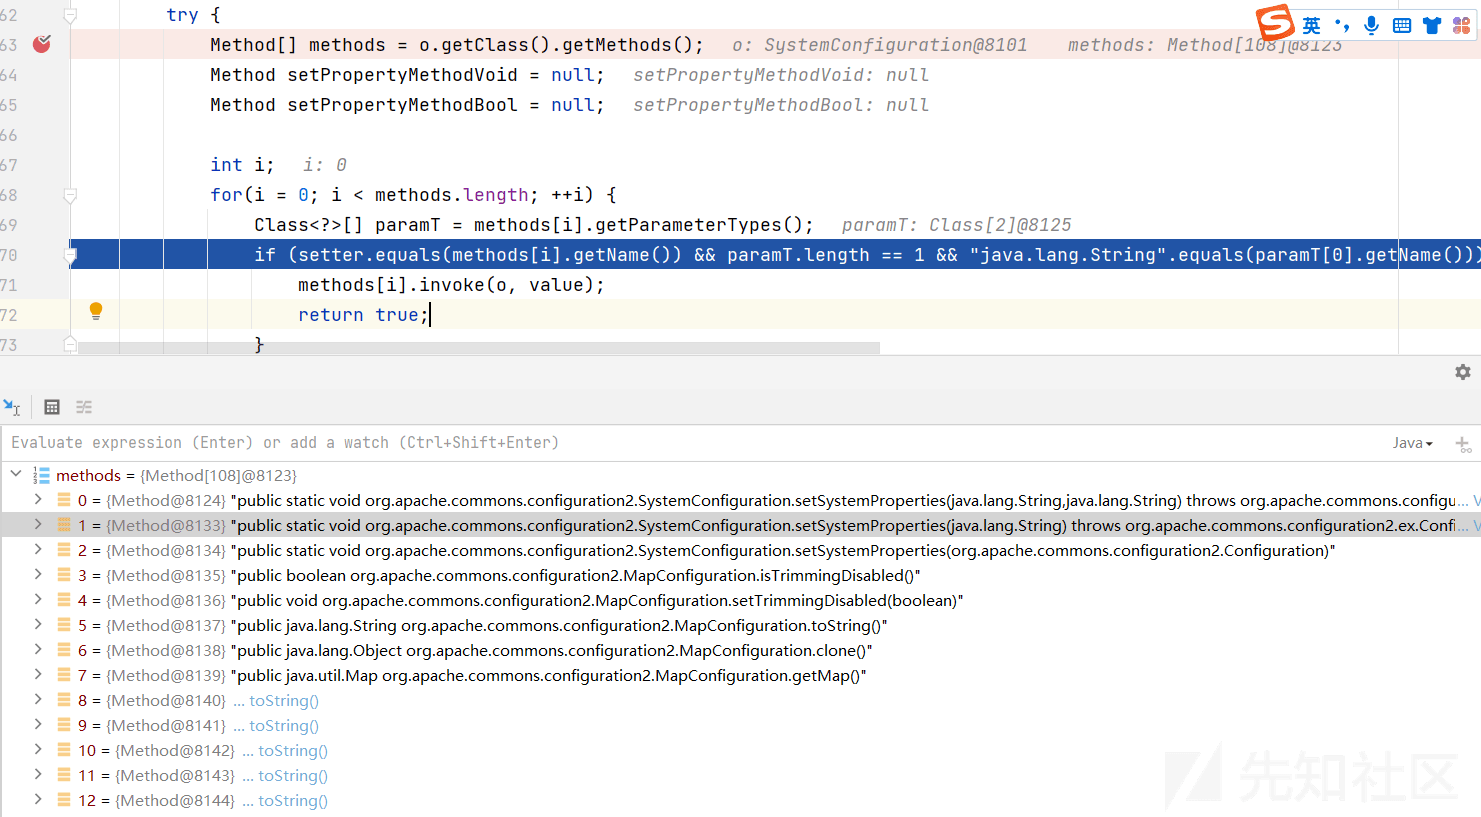 62 try {
英
63 Method[] methods = o.getClass().getMethods(); o: SystemConfiguration@8101 methods: Method[108]@8123
64 Method setPropertyMethodVoid = null; setPropertyMethodVoid: null
65 Method setPropertyMethodBool = null; setPropertyMethodBool: null
66
67 int i; i: 0
68 for(i = 0; i < methods.length; ++i) {
69 Class<?>[] paramT = methods[i].getParameterTypes(); paramT: Class[2]@8125
70 if (setter.equals(methods[i].getName()) && paramT.length == 1 && "java.lang.String".equals(paramT[0].getName()))
71 methods[i].invoke(o, value);
72 return true;
73 }
Evaluate expression (Enter) or add a watch (Ctrl+Shift+Enter) Java
methods = {Method[108]@8123}
0 = {Method@8124} "public static void org.apache.commons.configuration2.SystemConfiguration.setSystemProperties(java.lang.String,java.lang.String) throws org.apache.commons.configu... V
1 = {Method@8133} "public static void org.apache.commons.configuration2.SystemConfiguration.setSystemProperties(java.lang.String) throws org.apache.commons.configuration2.ex.Confi... V
2 = {Method@8134} "public static void org.apache.commons.configuration2.SystemConfiguration.setSystemProperties(org.apache.commons.configuration2.Configuration)"
3 = {Method@8135} "public boolean org.apache.commons.configuration2.MapConfiguration.isTrimmingDisabled()"
4 = {Method@8136} "public void org.apache.commons.configuration2.MapConfiguration.setTrimmingDisabled(boolean)"
5 = {Method@8137} "public java.lang.String org.apache.commons.configuration2.MapConfiguration.toString()"
6 = {Method@8138} "public java.lang.Object org.apache.commons.configuration2.MapConfiguration.clone()"
7 = {Method@8139} "public java.util.Map org.apache.commons.configuration2.MapConfiguration.getMap()"
8 = {Method@8140} ... toString()
9 = {Method@8141} ... toString()
10 = {Method@8142} ... toString()
11 = {Method@8143} ... toString()
12 = {Method@8144} ... toString()
先知社区